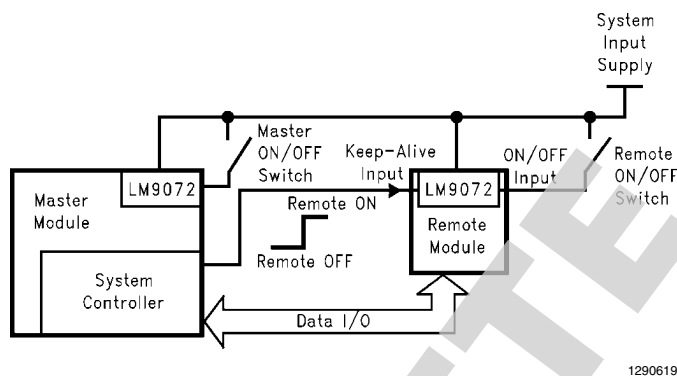 System
Input
Supply
Master
ON/OFF
Switch
Keep-Alive
Input
ON/OFF
Input
Remote
ON/OFF
Switch
LM9072
LM9072
Master
Module
Remote ON
Remote OFF
Remote
Module
System
Controller
Data I/O
1290619